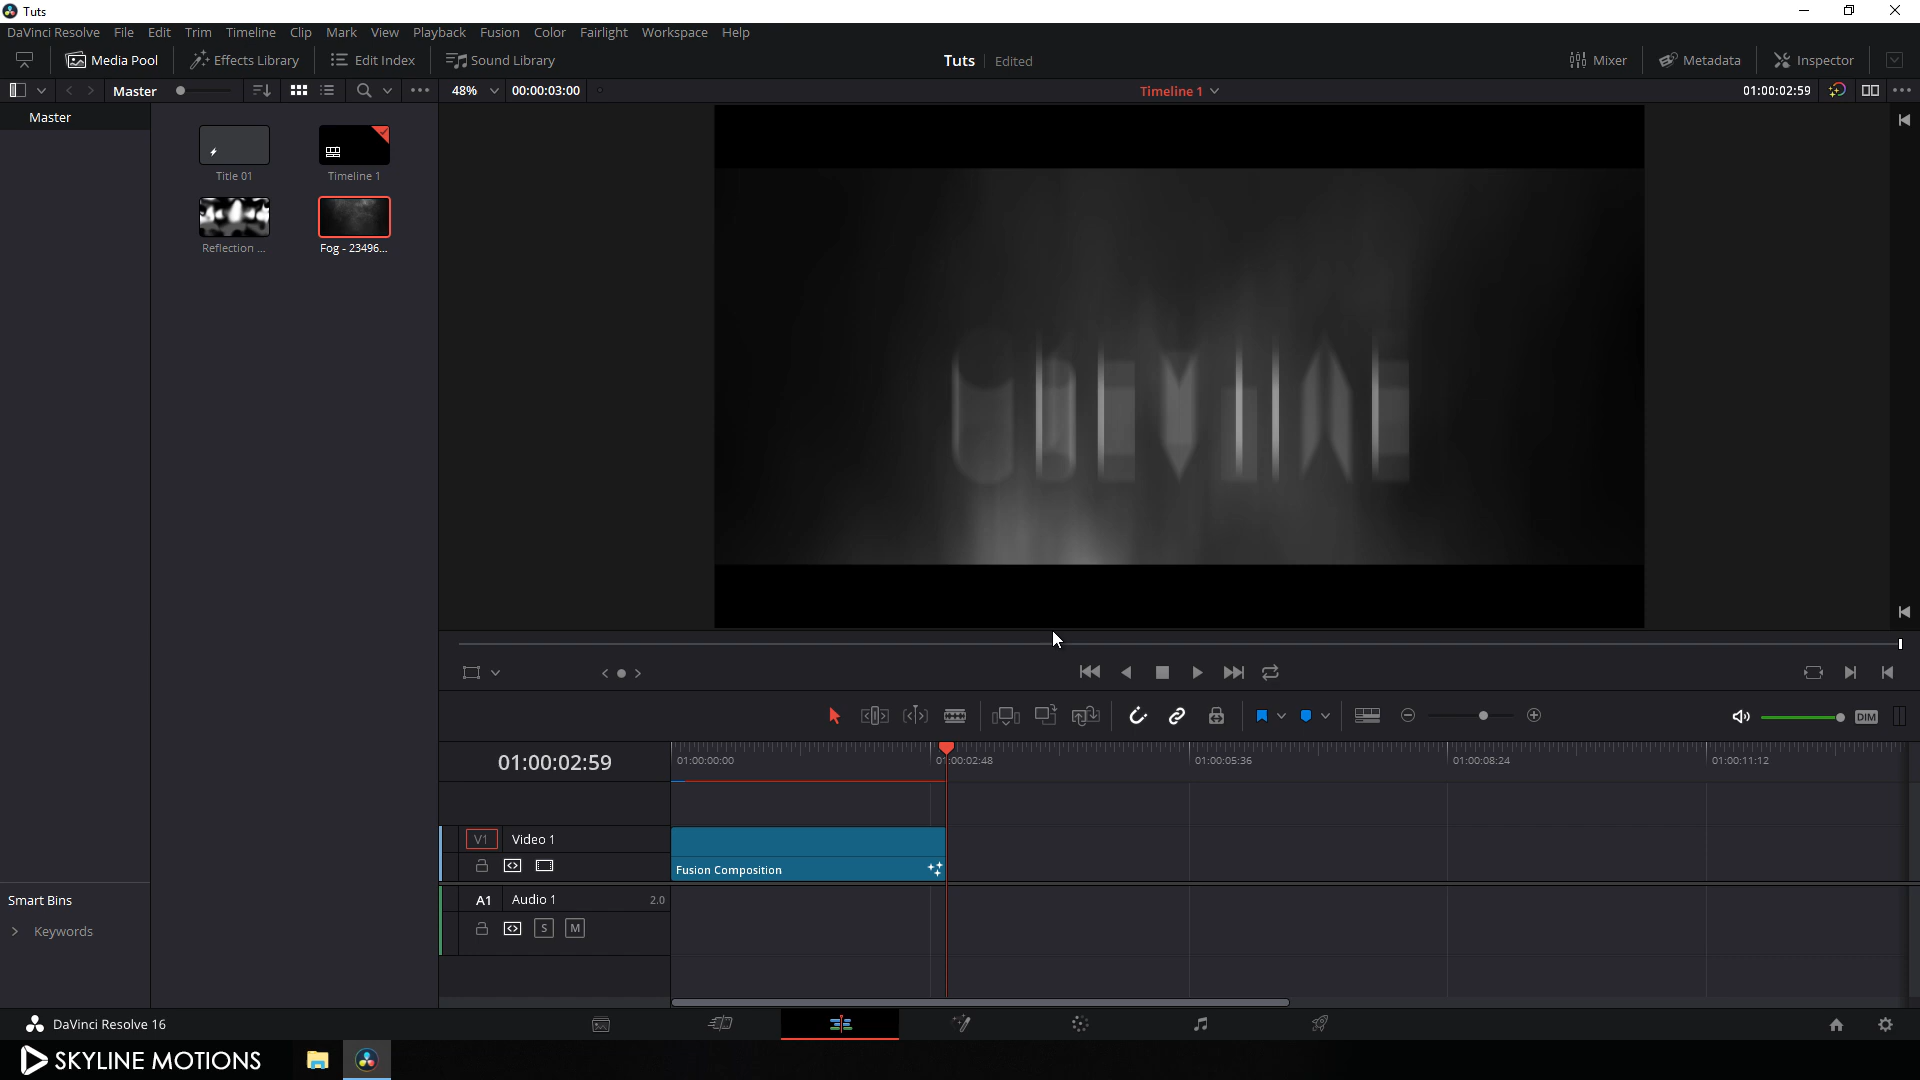 Tuts
DaVinci Resolve File Edit Trim Timeline Clip Mark View Playback Fusion Color Fairlight Workspace Help
Media Pool Effects Library Edit Index Sound Library Tuts Edited Mixer Metadata Inspector
Master 48% 00:00:03:00 Timeline 1 01:00:02:59
Master
Title 01 Timeline 1
Reflection ... Fog - 23496...
01:00:02:59 01:00:00:00 01:00:02:48 01:00:05:36 01:00:08:24 01:00:11:12
DIM
V1 Video 1
Fusion Composition
A1 Audio 1 2.0
S M
Smart Bins
Keywords
DaVinci Resolve 16
SKYLINE MOTIONS